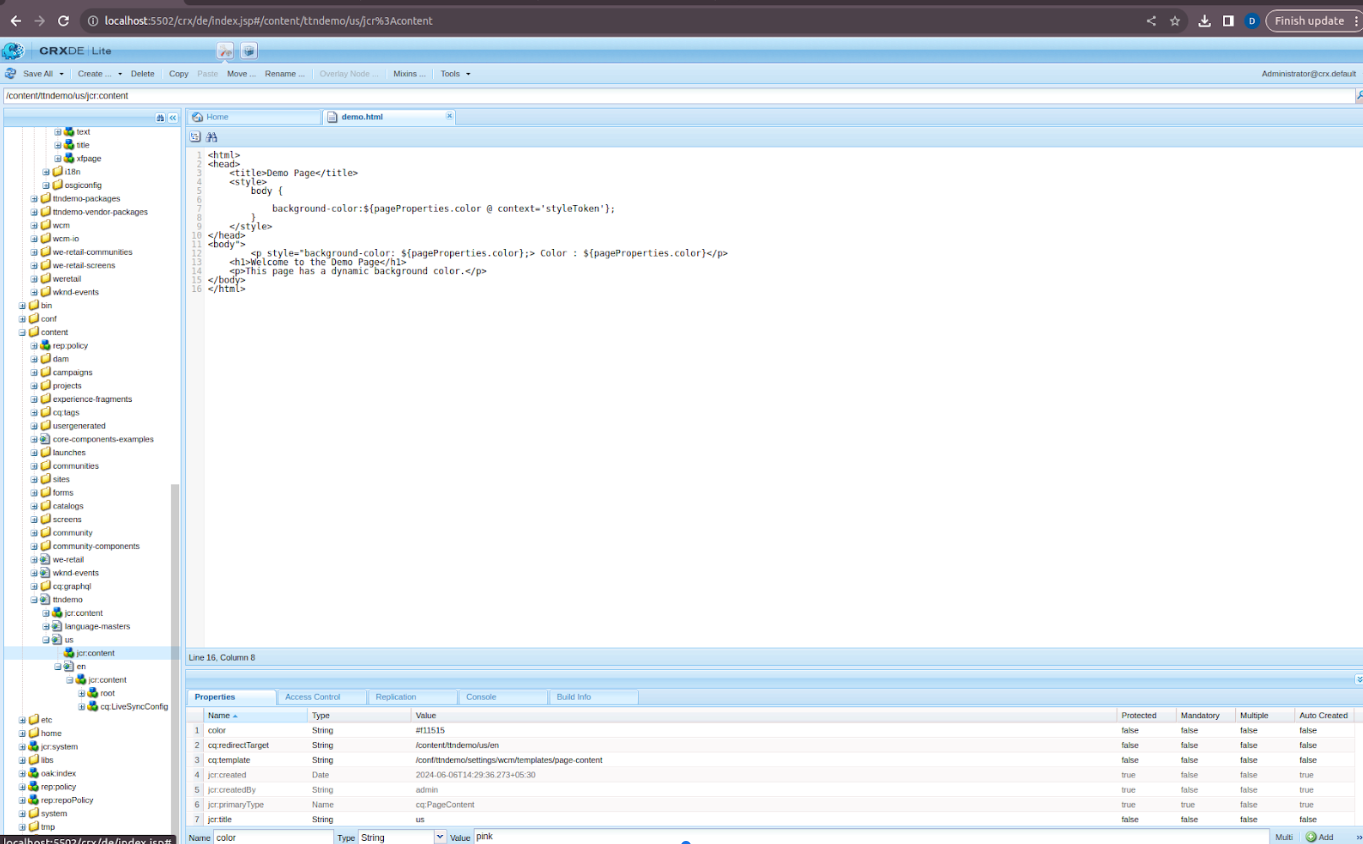 localhost:5502/crx/de/index.jsp#/content/ttndemo/us/jcr%3Acontent
D
Finish update
CRXDE | Lite
Save All Create ... Delete Copy Paste Move ... Rename ... Overlay Node ... Mixins ... Tools
Administrator@crx.default
/content/ttndemo/us/jcr:content
Home
demo.html
text
title
xfpage
i18n
osgiconfig
ttndemo-packages
ttndemo-vendor-packages
wcm
wcm-io
we-retail-communities
we-retail-screens
weretail
wknd-events
bin
conf
content
rep:policy
dam
campaigns
projects
experience-fragments
cq:tags
usergenerated
core-components-examples
launches
communities
sites
forms
catalogs
screens
community
community-components
we-retail
wknd-events
cq:graphql
ttndemo
jcr:content
language-masters
us
jcr:content
en
jcr:content
root
cq:LiveSyncConfig
etc
home
jcr:system
libs
oak:index
rep:policy
rep:repoPolicy
system
tmp
localhost:5502/crx/de/index.jsp#
1 <html>
2 <head>
3 <title>Demo Page</title>
4 <style>
5 body {
6
7 background-color:${pageProperties.color @ context='styleToken'};
8 }
9 </style>
10 </head>
11 <body">
12 <p style="background-color: ${pageProperties.color};> Color : ${pageProperties.color}</p>
13 <h1>Welcome to the Demo Page</h1>
14 <p>This page has a dynamic background color.</p>
15 </body>
16 </html>
Line 16, Column 8
Properties Access Control Replication Console Build Info
Name Type Value Protected Mandatory Multiple Auto Created
1 color String #f11515 false false false false
2 cq:redirectTarget String /content/ttndemo/us/en false false false false
3 cq:template String /conf/ttndemo/settings/wcm/templates/page-content false false false false
4 jcr:created Date 2024-06-06T14:29:36.273+05:30 true false false true
5 jcr:createdBy String admin true false false true
6 jcr:primaryType Name cq:PageContent true true false true
7 jcr:title String us false false false false
Name color Type String Value pink Multi Add